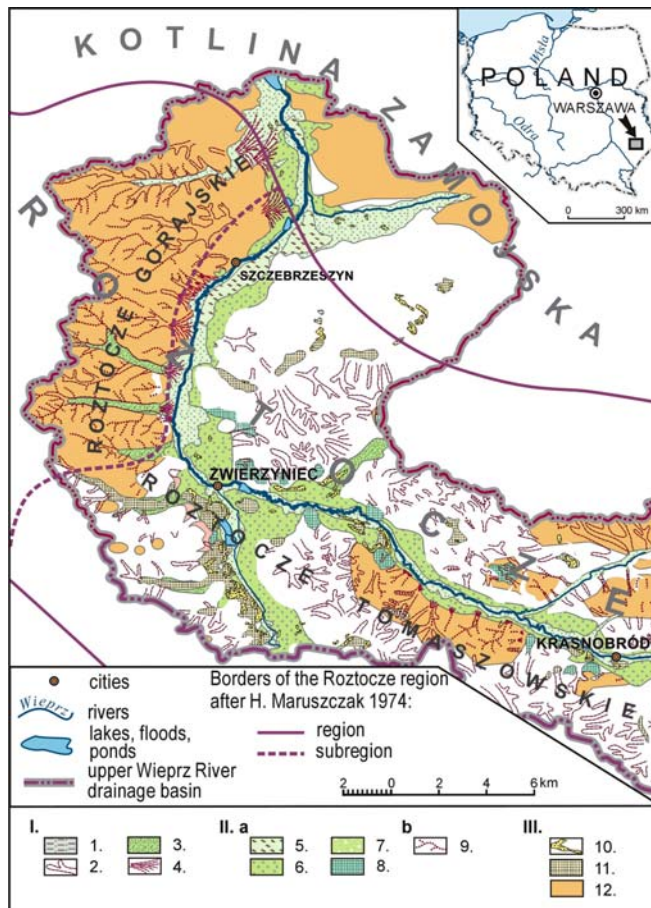 KOTLINA ZAMOJSKA
POLAND
WARSZAWA
Wisła
Odra
0 300 km
ROZTOCZE
ROZTOCZE GORAJSKIE
SZCZEBRZESZYN
ZWIERZYNIEC
ROZTOCZE TOMASZOWSKIE
KRASNOBRÓD
cities
Wieprz
rivers
lakes, floods,
ponds
upper Wieprz River
drainage basin
Borders of the Roztocze region
after H. Maruszczak 1974:
region
subregion
2 0 2 4 6 km
I. II. a b III.
1. 3. 5. 7. 9. 10.
2. 4. 6. 8. 11.
12.